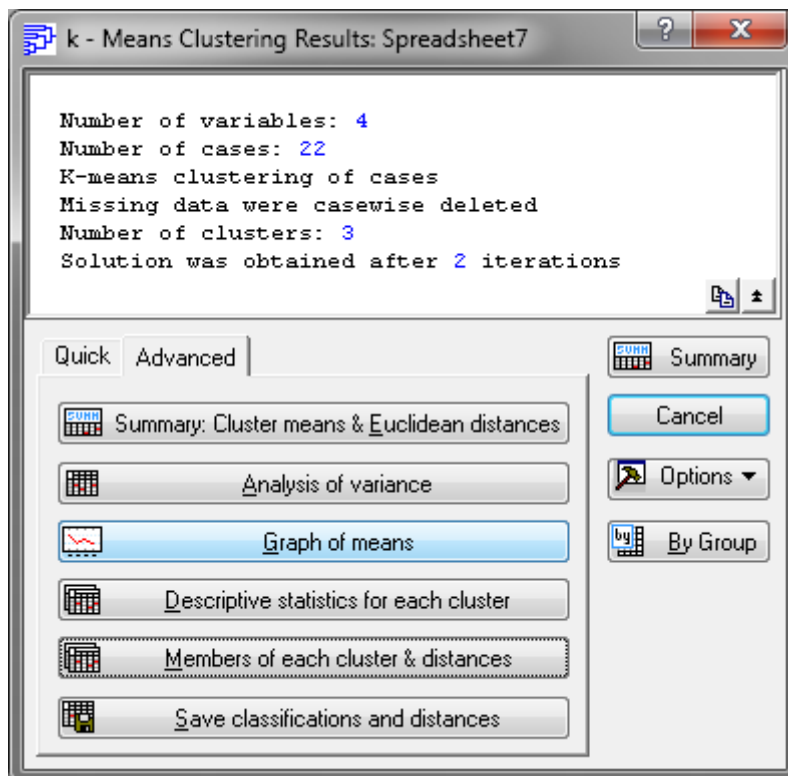 k - Means Clustering Results: Spreadsheet7
Number of variables: 4
Number of cases: 22
K-means clustering of cases
Missing data were casewise deleted
Number of clusters: 3
Solution was obtained after 2 iterations
Quick
Advanced
Summary: Cluster means & Euclidean distances
Analysis of variance
Graph of means
Descriptive statistics for each cluster
Members of each cluster & distances
Save classifications and distances
Summary
Cancel
Options
By Group